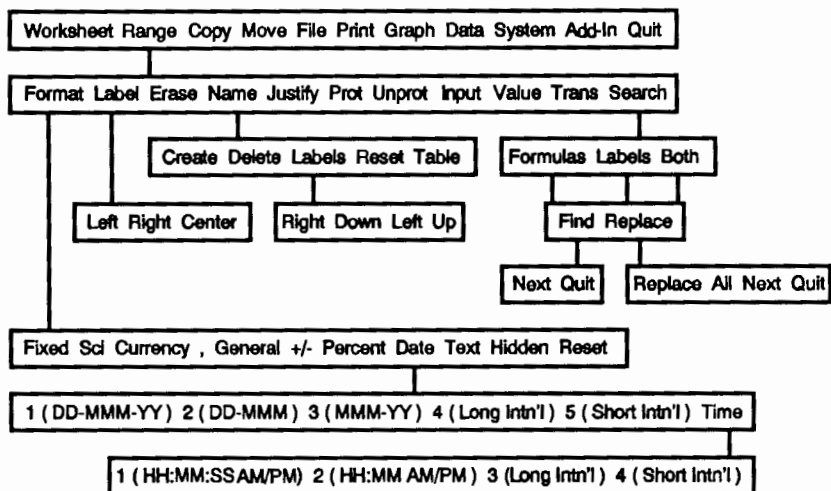 Worksheet Range Copy Move File Print Graph Data System Add-In Quit
Format Label Erase Name Justify Prot Unprot Input Value Trans Search
Create Delete Labels Reset Table
Formulas Labels Both
Left Right Center
Right Down Left Up
Find Replace
Next Quit
Replace All Next Quit
Fixed Sci Currency , General +/- Percent Date Text Hidden Reset
1 ( DD-MMM-YY) 2 ( DD-MMM ) 3 ( MMM-YY) 4 ( Long Intn'l ) 5 ( Short Intn'l ) Time
1 ( HH:MM:SSAM/PM) 2 ( HH:MM AM/PM ) 3 (Long Intn'l ) 4 ( Short Intn'l )